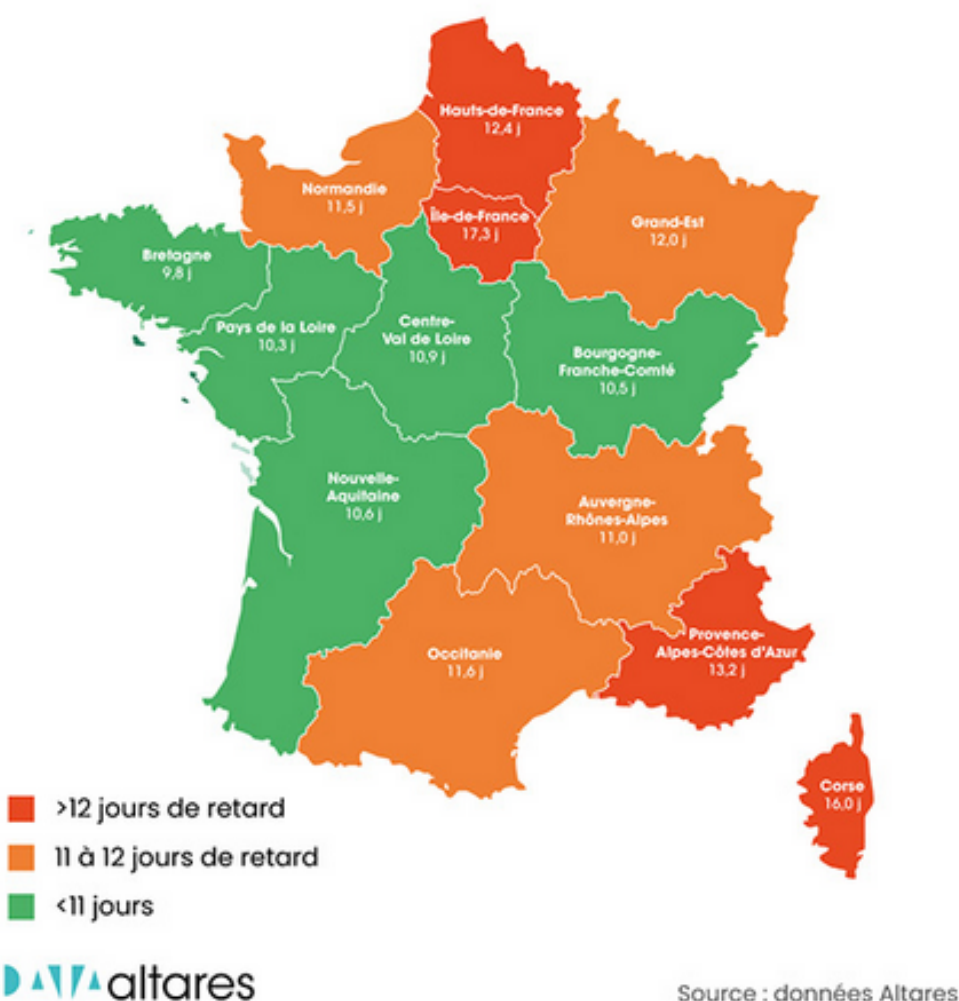 Hauts-de-France
12,4 j
Normandie
11,5 j
Île-de-France
17,3 j
Grand-Est
12,0 j
Bretagne
9,8 j
Pays de la Loire
10,3 j
Centre-
Val de Loire
10,9 j
Bourgogne-
Franche-Comté
10,5 j
Nouvelle-
Aquitaine
10,6 j
Auvergne-
Rhônes-Alpes
11,0 j
Occitanie
11,6 j
Provence-
Alpes-Côtes d'Azur
13,2 j
Corse
16,0 j
>12 jours de retard
11 à 12 jours de retard
<11 jours
DATA altares
Source : données Altares